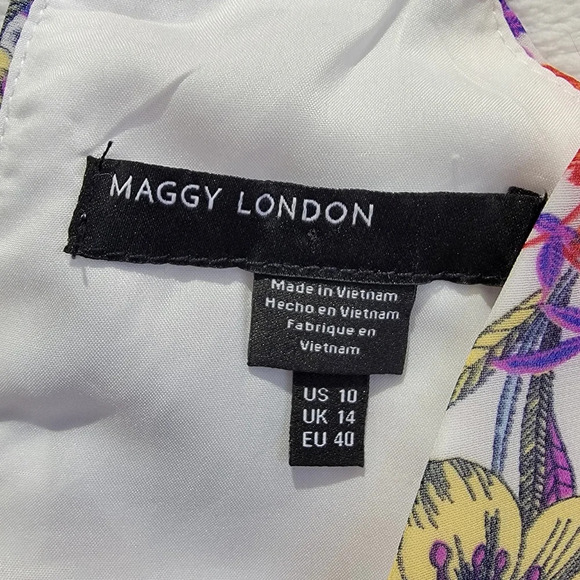 MAGGY LONDON
Made in Vietnam
Hecho en Vietnam
Fabrique en
Vietnam
US 10
UK 14
EU 40